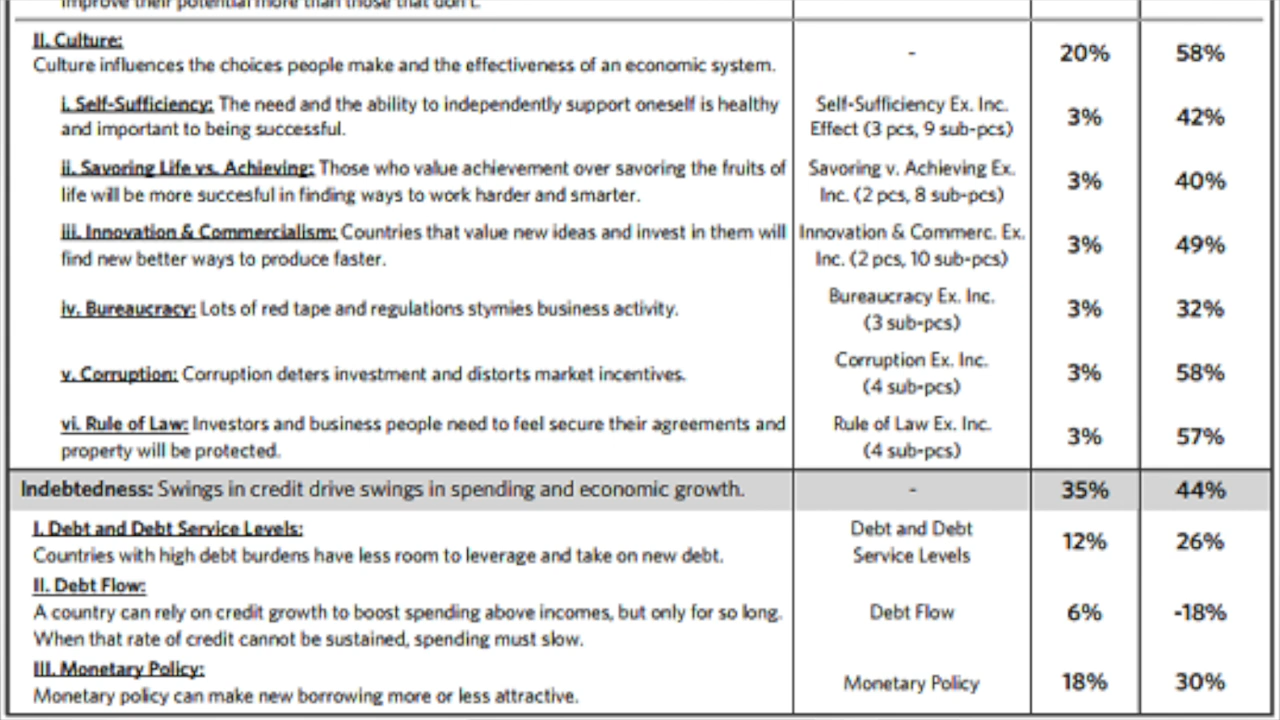 improve their potential more than those that don't.
II. Culture:
Culture influences the choices people make and the effectiveness of an economic system.
-
20%
58%
i. Self-Sufficiency: The need and the ability to independently support oneself is healthy
and important to being successful.
Self-Sufficiency Ex. Inc.
Effect (3 pcs, 9 sub-pcs)
3%
42%
ii. Savoring Life vs. Achieving: Those who value achievement over savoring the fruits of
life will be more succesful in finding ways to work harder and smarter.
Savoring v. Achieving Ex.
Inc. (2 pcs, 8 sub-pcs)
3%
40%
iii. Innovation & Commercialism: Countries that value new ideas and invest in them will
find new better ways to produce faster.
Innovation & Commerc. Ex.
Inc. (2 pcs, 10 sub-pcs)
3%
49%
iv. Bureaucracy: Lots of red tape and regulations stymies business activity.
Bureaucracy Ex. Inc.
(3 sub-pcs)
3%
32%
v. Corruption: Corruption deters investment and distorts market incentives.
Corruption Ex. Inc.
(4 sub-pcs)
3%
58%
vi. Rule of Law: Investors and business people need to feel secure their agreements and
property will be protected.
Rule of Law Ex. Inc.
(4 sub-pcs)
3%
57%
Indebtedness: Swings in credit drive swings in spending and economic growth.
-
35%
44%
I. Debt and Debt Service Levels:
Countries with high debt burdens have less room to leverage and take on new debt.
Debt and Debt
Service Levels
12%
26%
II. Debt Flow:
A country can rely on credit growth to boost spending above incomes, but only for so long.
When that rate of credit cannot be sustained, spending must slow.
Debt Flow
6%
-18%
III. Monetary Policy:
Monetary policy can make new borrowing more or less attractive.
Monetary Policy
18%
30%